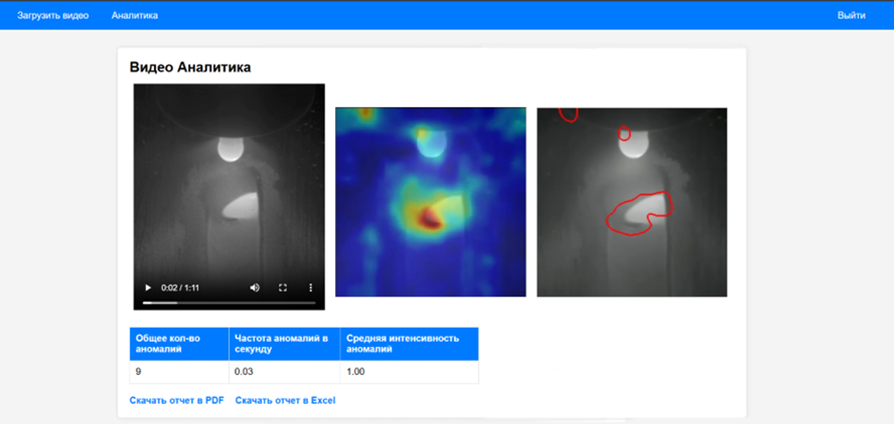 Загрузить видео Аналитика Выйти
Видео Аналитика
0:02 / 1:11
Общее кол-во аномалий
Частота аномалий в секунду
Средняя интенсивность аномалий
9 0.03 1.00
Скачать отчет в PDF Скачать отчет в Excel